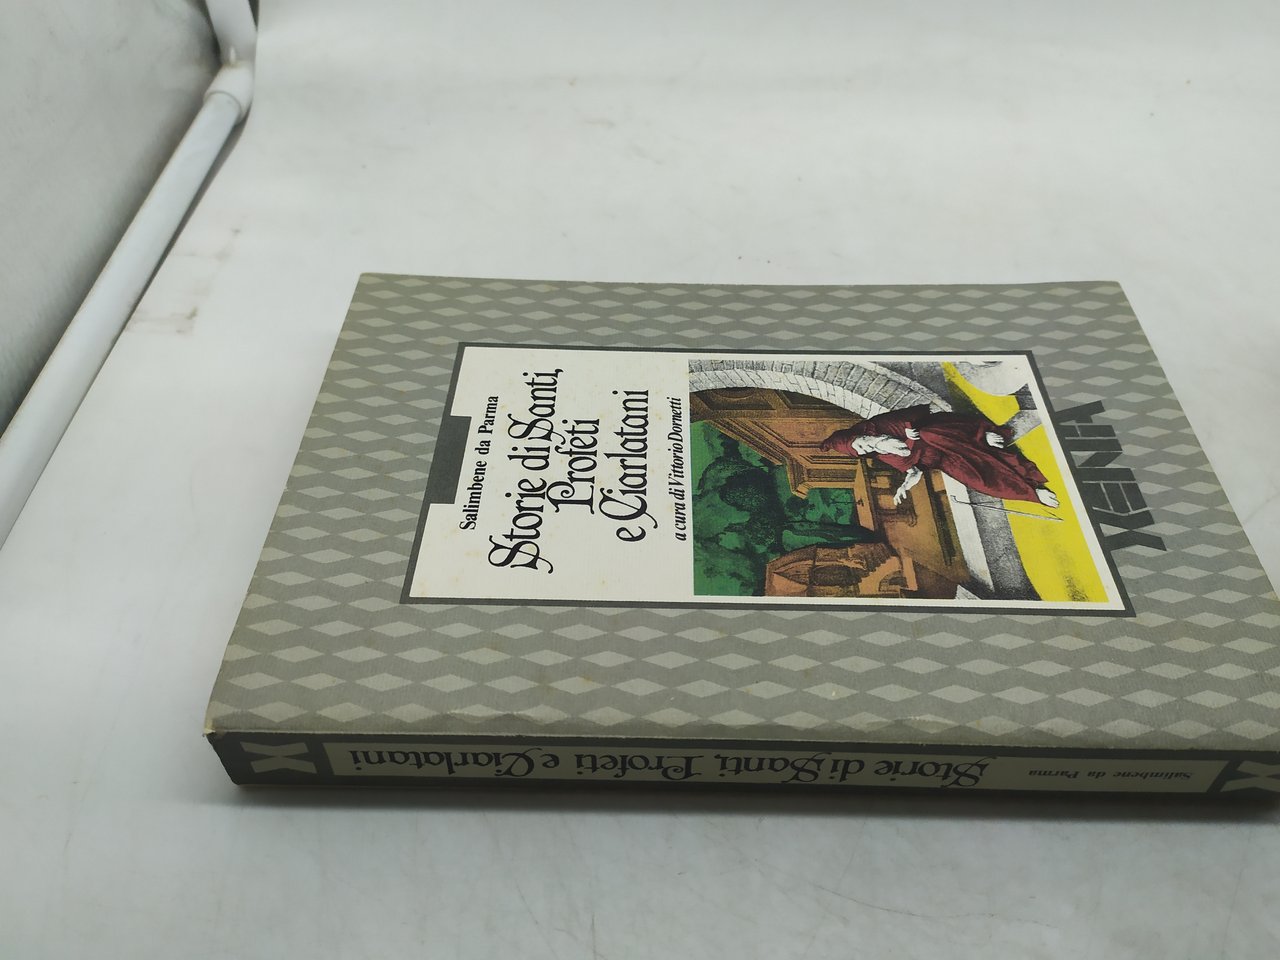 Salimbene da Parma
Storie di Santi,
Profeti
e Ciarlatani
a cura di Vittorio Dornetti
XENIA
Salimbene da Parma
Storie di Santi, Profeti e Ciarlatani
X
X